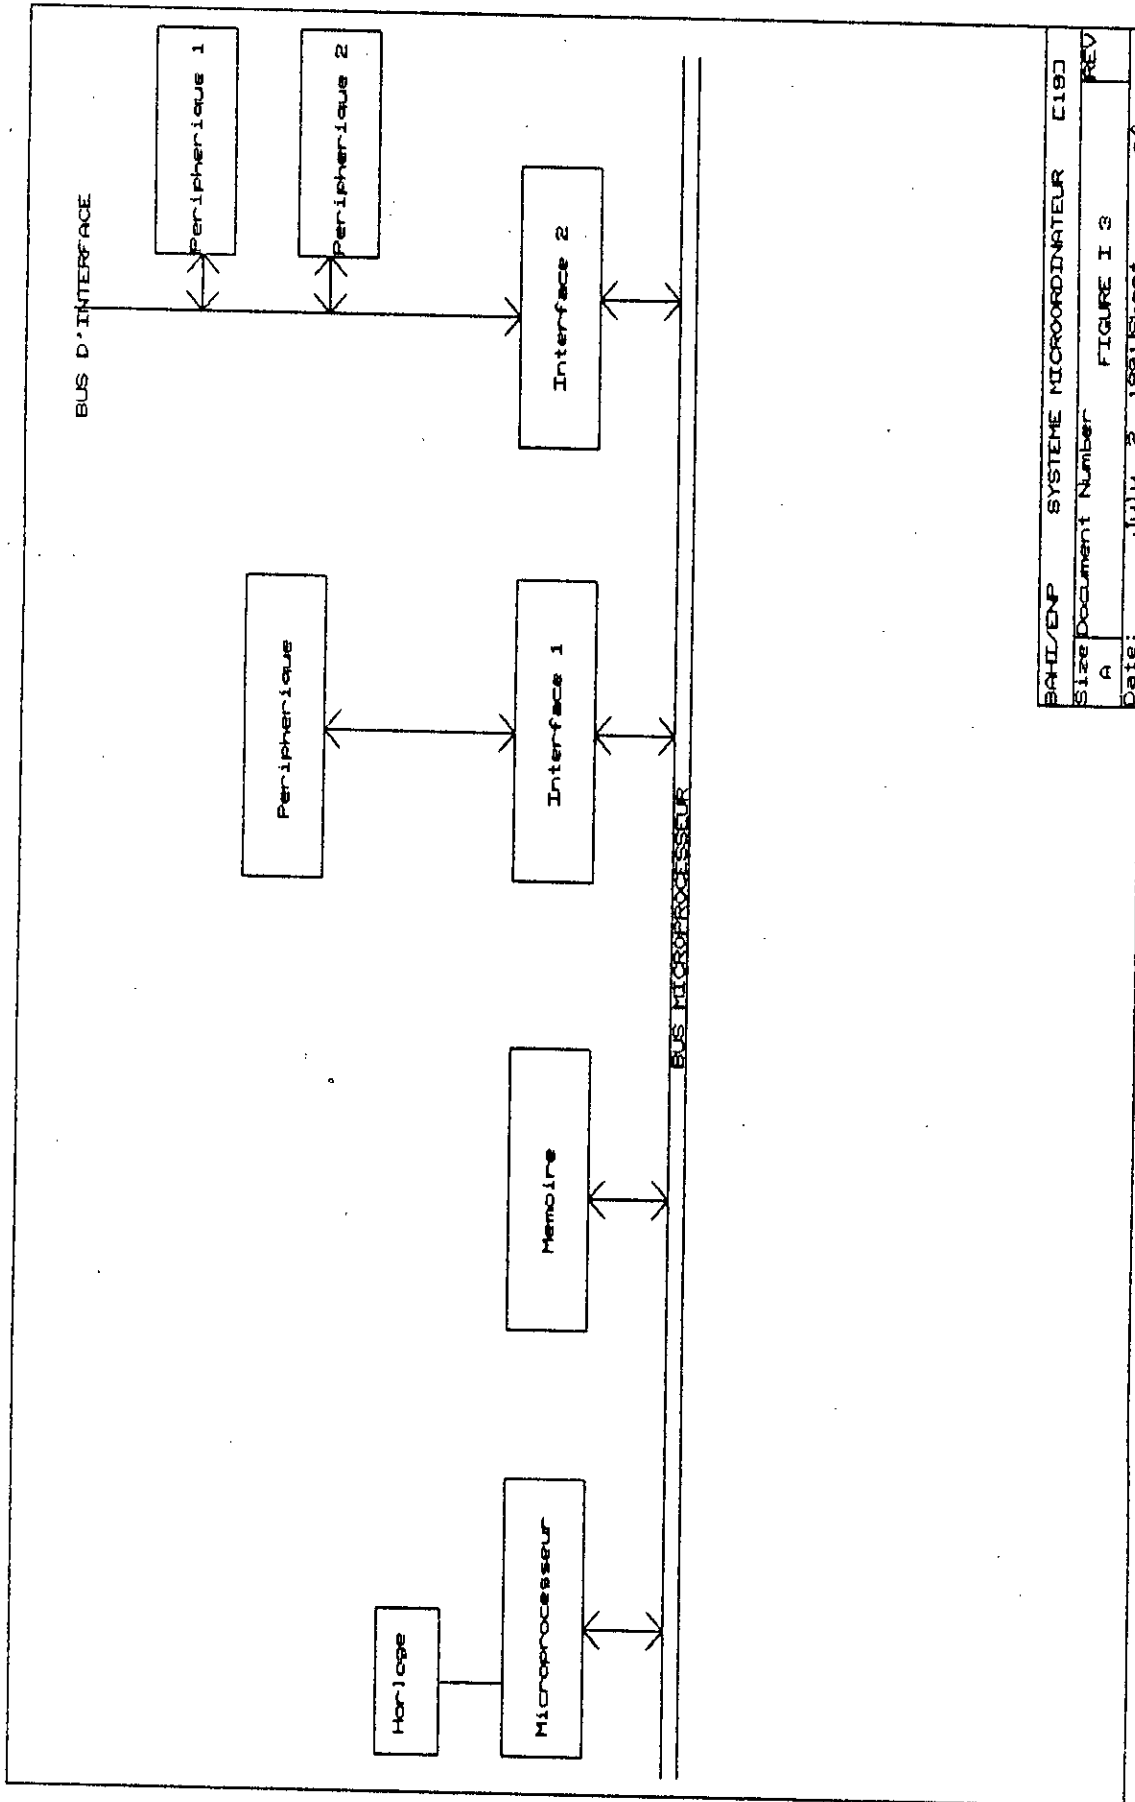 BUS D'INTERFACE
Peripherique 1
Peripherique 2
Peripherique
Horloge
Microprocesseur
Memoire
Interface 1
Interface 2
BUS MICROPROCESSEUR
BAHI/ENP SYSTEME MICROORDINATEUR [19]
Size Document Number REV
A FIGURE I 3
Date: July